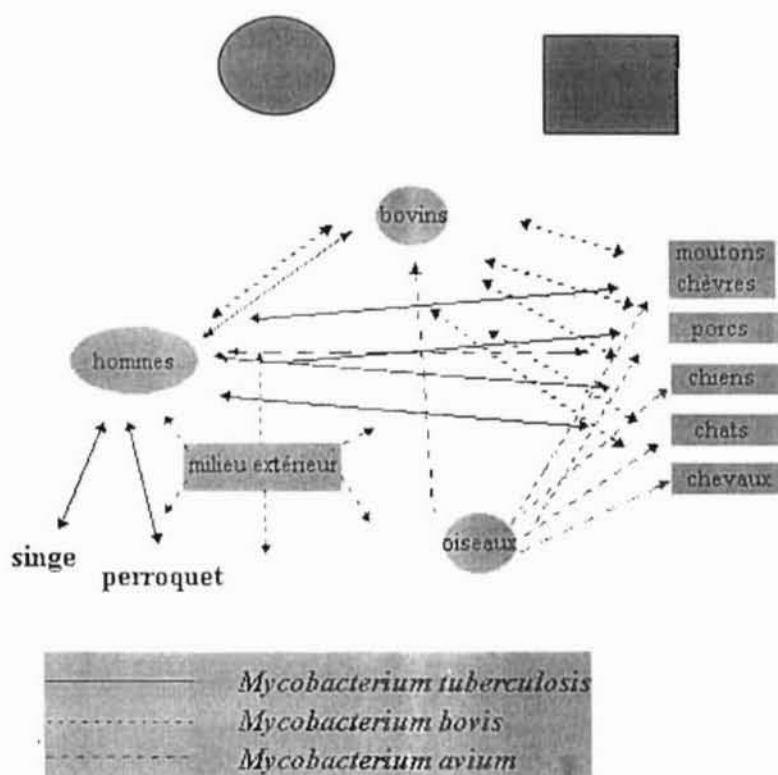 bovins
moutons
chèvres
porcs
hommes
chiens
chats
milieu extérieur
chevaux
oiseaux
singe
perroquet
Mycobacterium tuberculosis
Mycobacterium bovis
Mycobacterium avium